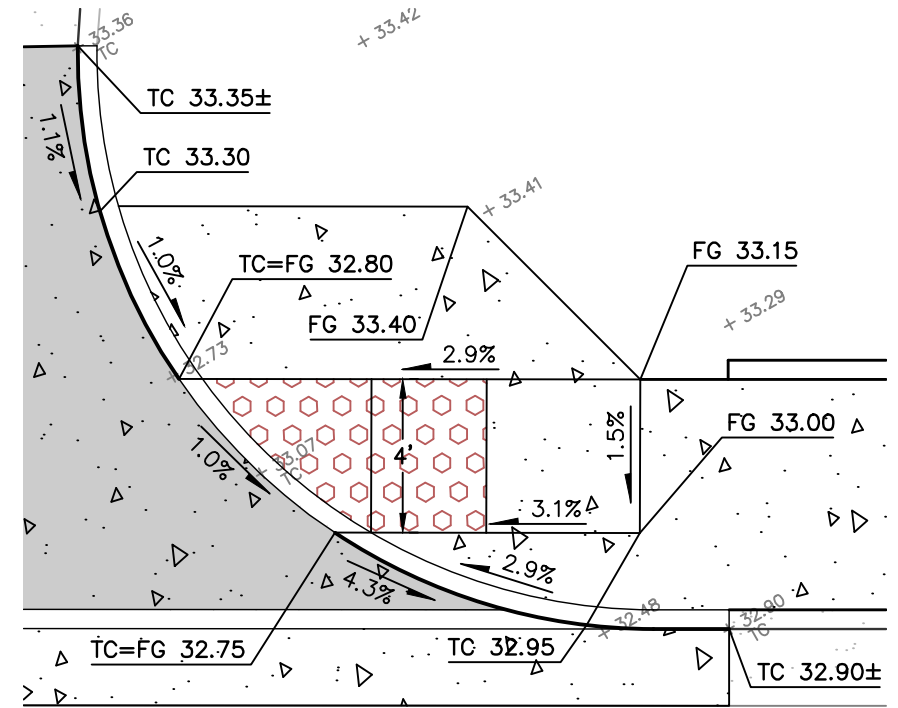 33.36
TC
+ 33.42
TC 33.35±
1.1%
TC 33.30
+ 33.41
1.0%
TC=FG 32.80
FG 33.15
+ 33.29
FG 33.40
+ 32.73
2.9%
1.5%
FG 33.00
1.0%
+ 33.07
TC
4'
3.1%
2.9%
4.3%
+ 32.48
+ 32.90
TC
TC=FG 32.75
TC 32.95
TC 32.90±